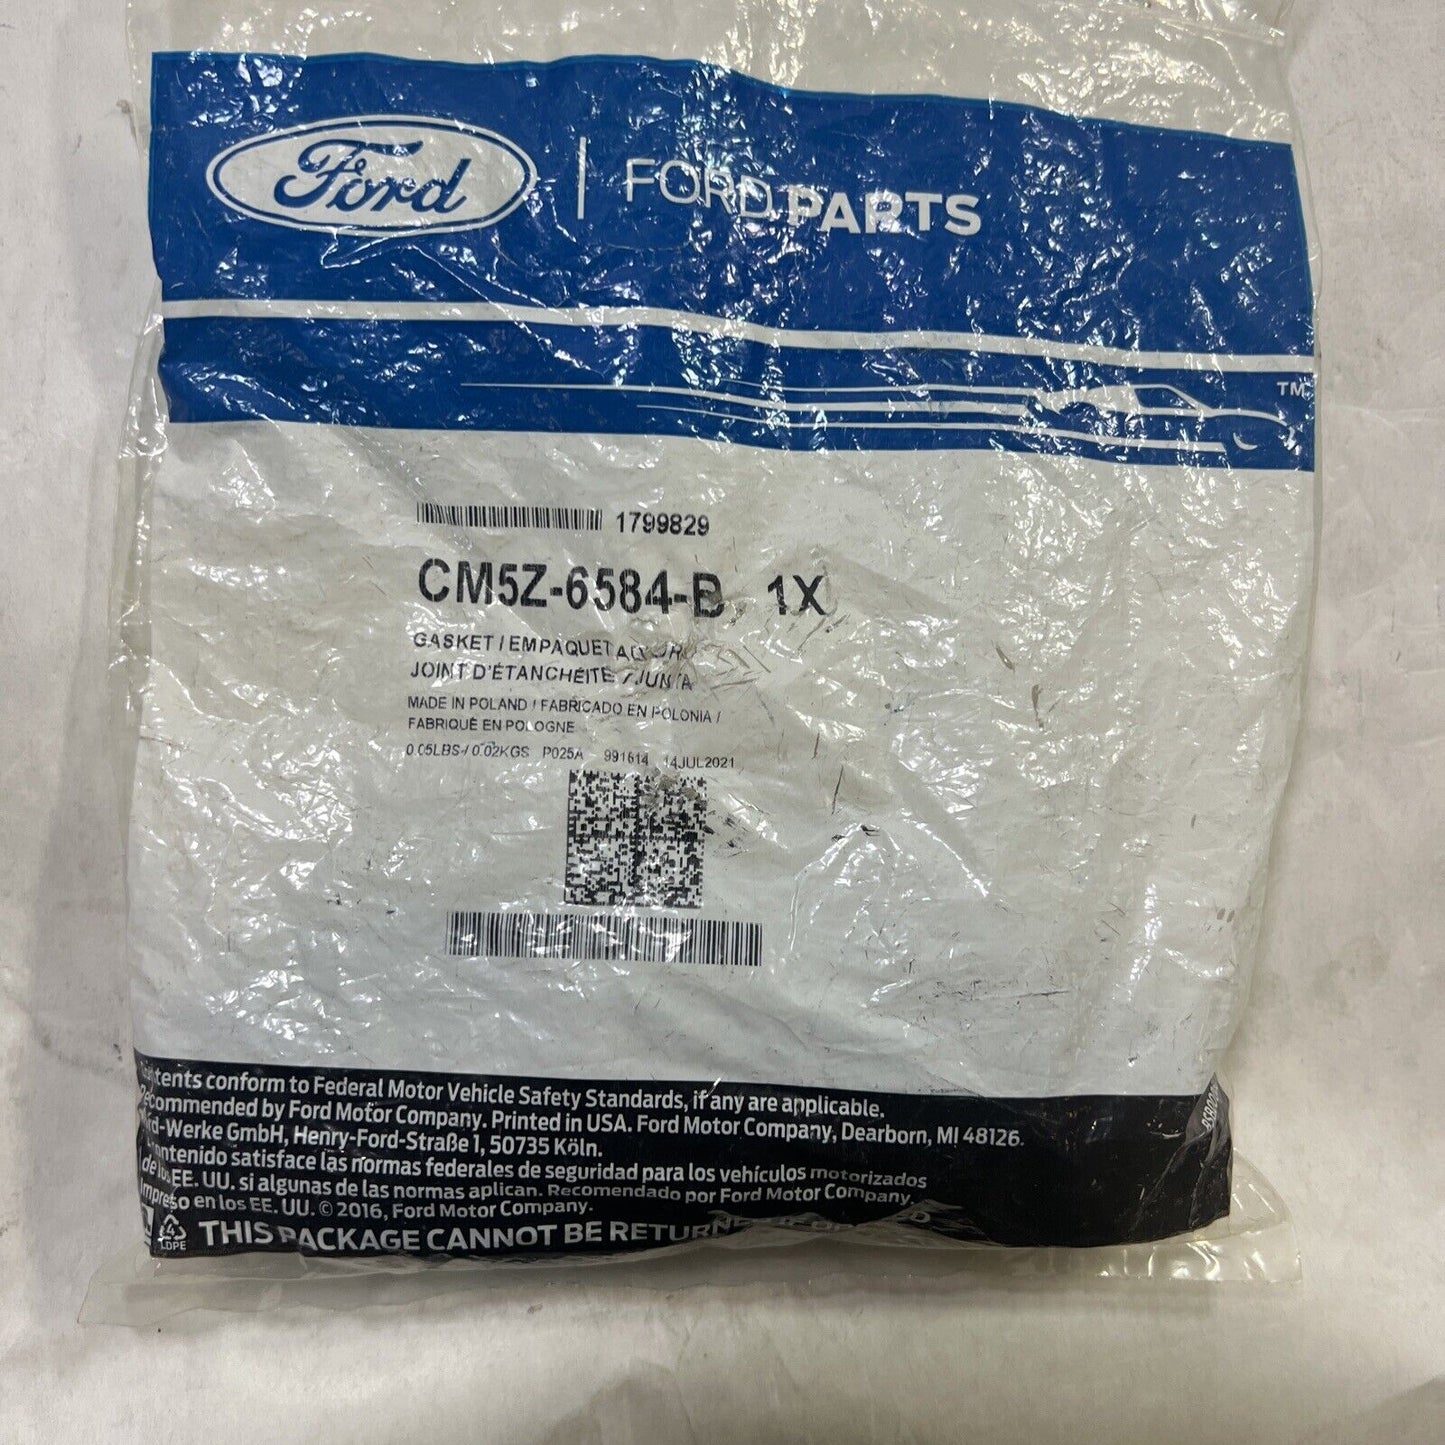 Ford | FORD PARTS
TM
1799829
CM5Z-6584-B 1X
GASKET / EMPAQUETADOR
JOINT D'ÉTANCHÉITÉ / JUNTA
MADE IN POLAND / FABRICADO EN POLONIA /
FABRIQUÉ EN POLOGNE
0.05LBS / 0.02KGS P025A 991614 14JUL2021
Contents conform to Federal Motor Vehicle Safety Standards, if any are applicable.
Recommended by Ford Motor Company. Printed in USA. Ford Motor Company, Dearborn, MI 48126.
Ford-Werke GmbH, Henry-Ford-Straße 1, 50735 Köln.
Contenido satisface las normas federales de seguridad para los vehículos motorizados
de los EE. UU. si algunas de las normas aplican. Recomendado por Ford Motor Company.
Impreso en los EE. UU. © 2016, Ford Motor Company.
4
LDPE
THIS PACKAGE CANNOT BE RETURNED IF OPENED